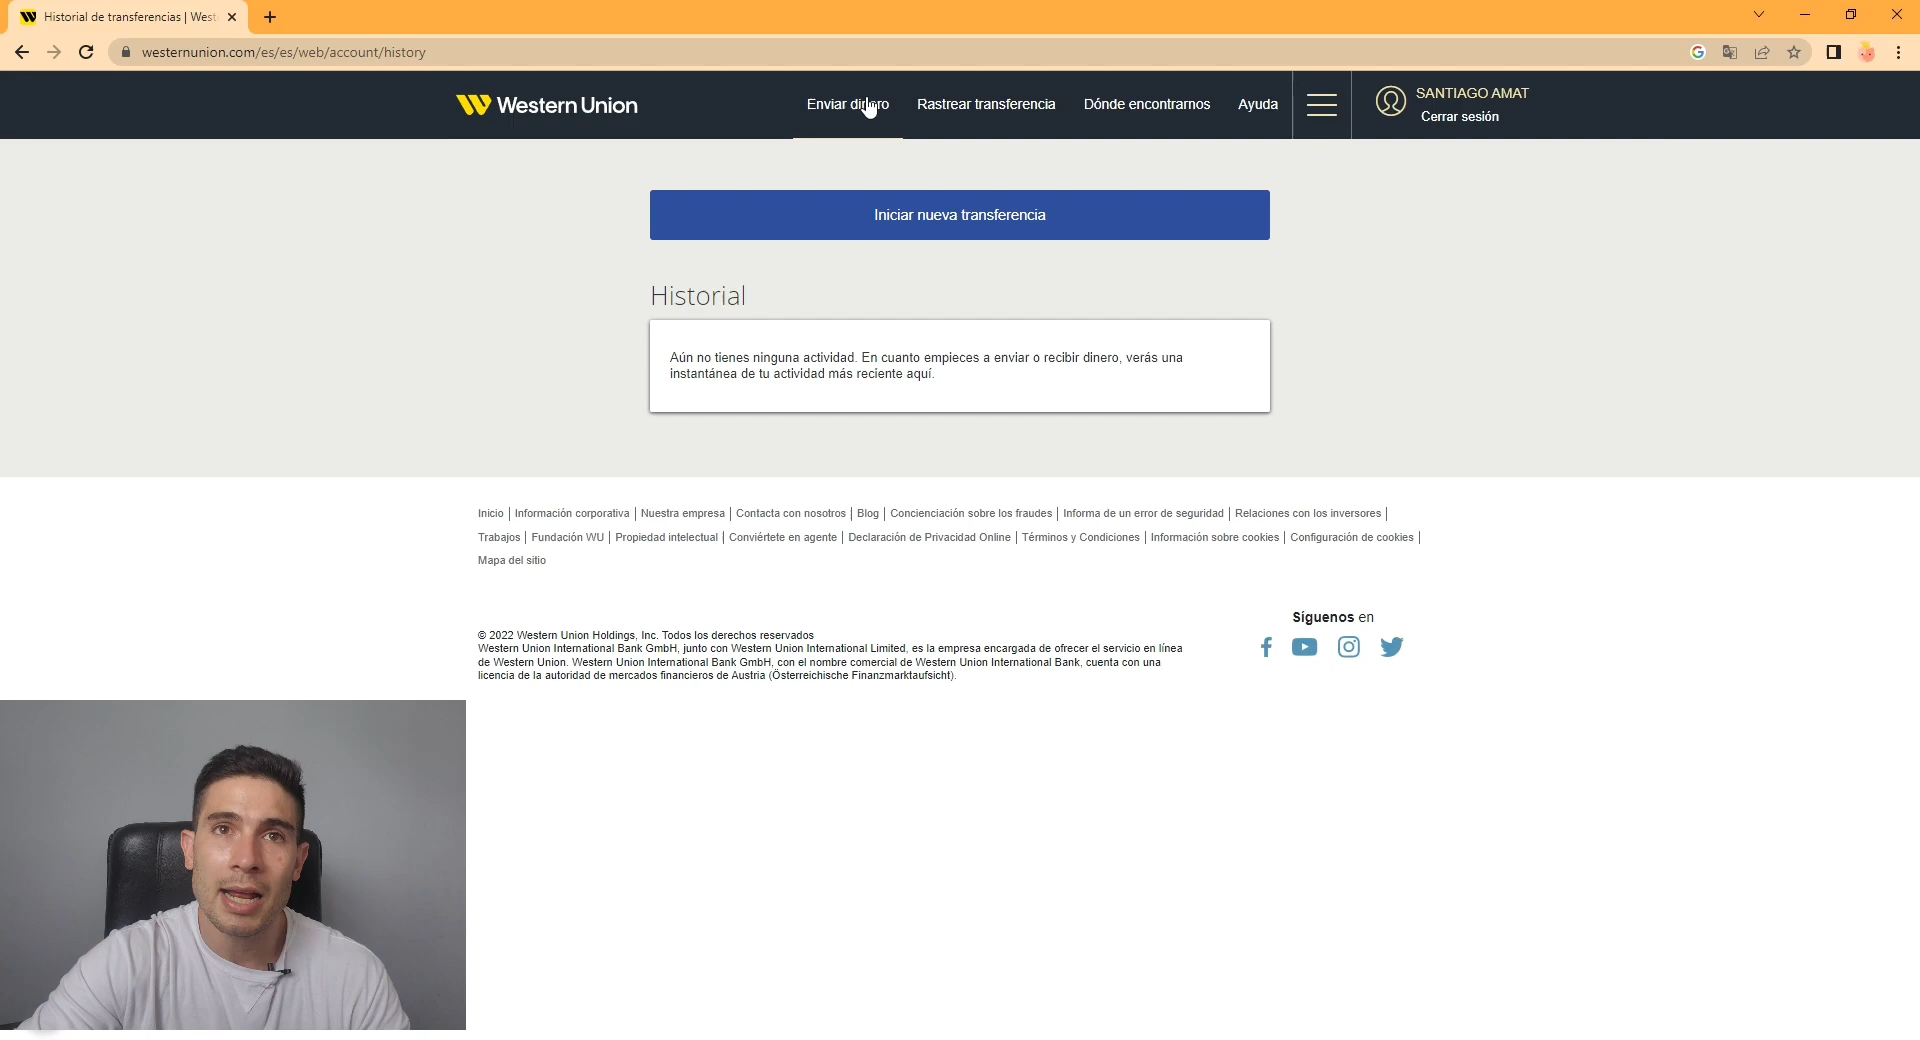 Historial de transferencias | West
westernunion.com/es/es/web/account/history
Western Union
Enviar dinero
Rastrear transferencia
Dónde encontrarnos
Ayuda
SANTIAGO AMAT
Cerrar sesión
Iniciar nueva transferencia
Historial
Aún no tienes ninguna actividad. En cuanto empieces a enviar o recibir dinero, verás una
instantánea de tu actividad más reciente aquí.
Inicio | Información corporativa | Nuestra empresa | Contacta con nosotros | Blog | Concienciación sobre los fraudes | Informa de un error de seguridad | Relaciones con los inversores |
Trabajos | Fundación WU | Propiedad intelectual | Conviértete en agente | Declaración de Privacidad Online | Términos y Condiciones | Información sobre cookies | Configuración de cookies |
Mapa del sitio
Síguenos en
© 2022 Western Union Holdings, Inc. Todos los derechos reservados
Western Union International Bank GmbH, junto con Western Union International Limited, es la empresa encargada de ofrecer el servicio en línea
de Western Union. Western Union International Bank GmbH, con el nombre comercial de Western Union International Bank, cuenta con una
licencia de la autoridad de mercados financieros de Austria (Österreichische Finanzmarktaufsicht).